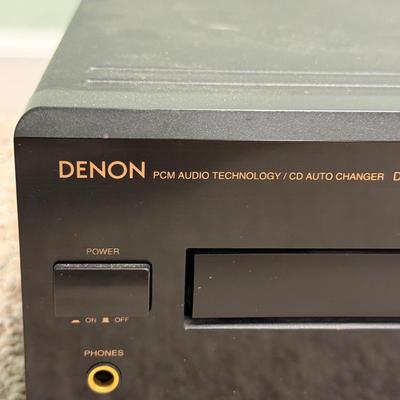 DENON PCM AUDIO TECHNOLOGY / CD AUTO CHANGER D
POWER
ON OFF
PHONES